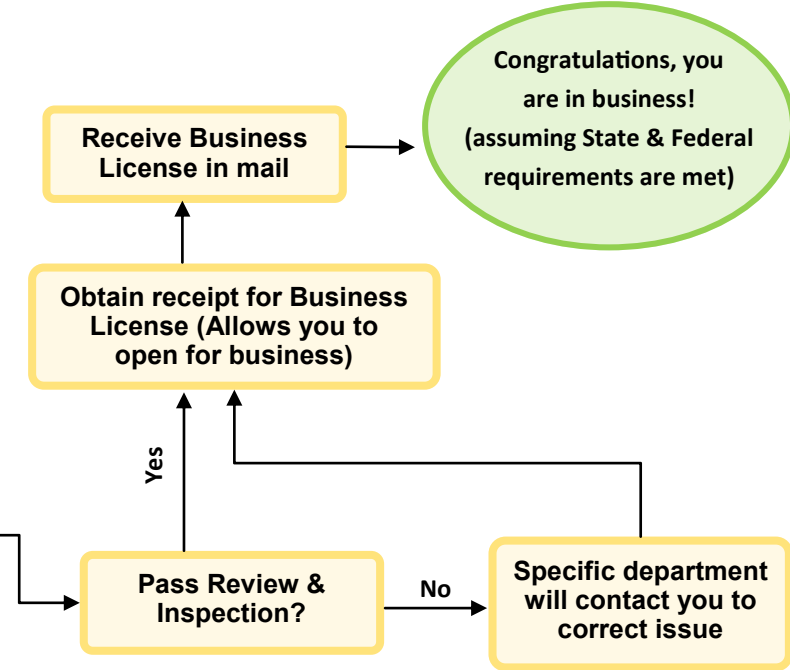 Congratulations, you
are in business!
(assuming State & Federal
requirements are met)
Receive Business
License in mail
Obtain receipt for Business
License (Allows you to
open for business)
Yes
Pass Review &
Inspection?
No
Specific department
will contact you to
correct issue